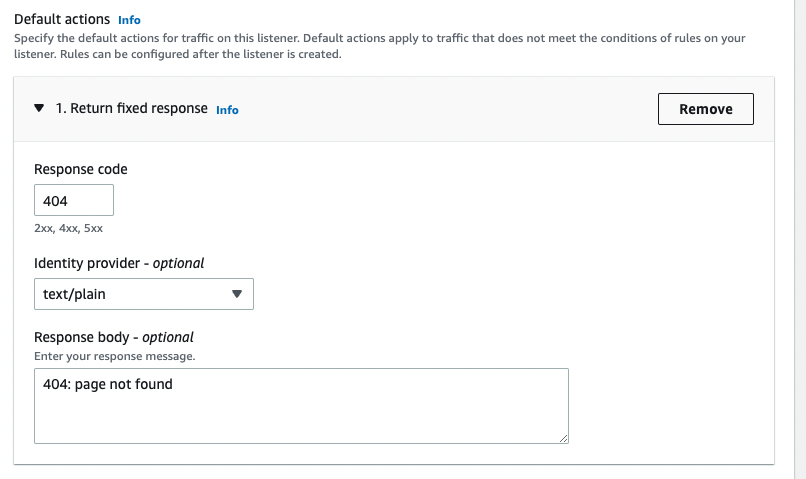 Default actions Info
Specify the default actions for traffic on this listener. Default actions apply to traffic that does not meet the conditions of rules on your
listener. Rules can be configured after the listener is created.
1. Return fixed response Info
Remove
Response code
404
2xx, 4xx, 5xx
Identity provider - optional
text/plain
Response body - optional
Enter your response message.
404: page not found